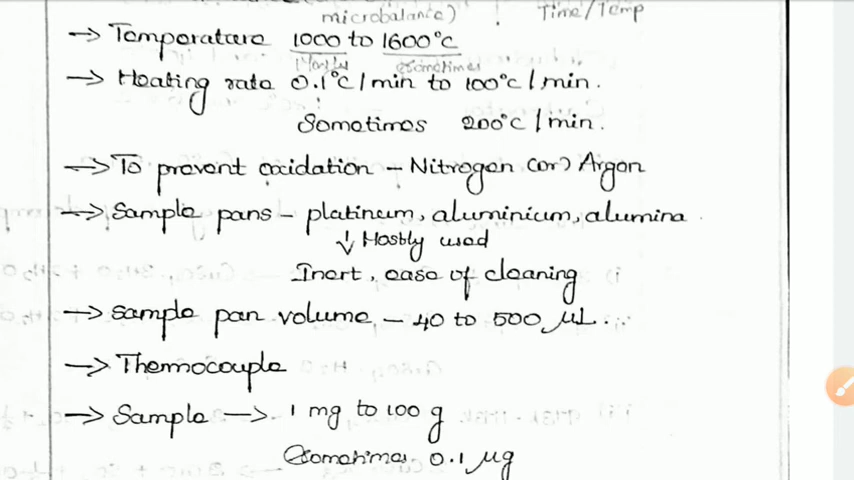 microbalance) Time/Temp
→ Temperature 1000 to 1600°C
Mostly Sometimes
→ Heating rate 0.1°C/min to 100°C/min.
Sometimes 200°C/min.
→ To prevent oxidation – Nitrogen (or) Argon
→ Sample pans – platinum, aluminium, alumina
↓ Mostly used
Inert, ease of cleaning
→ Sample pan volume – 40 to 500 µL.
→ Thermocouple
→ Sample → 1 mg to 100 g
Sometimes 0.1 µg